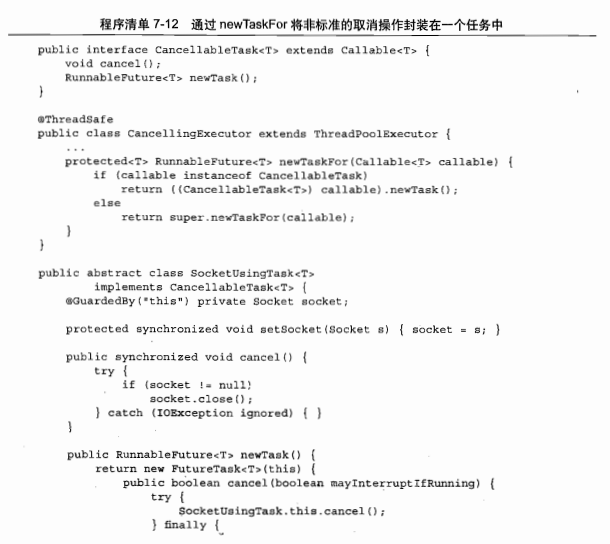 程序清单 7-12 通过 newTaskFor 将非标准的取消操作封装在一个任务中
public interface CancellableTask<T> extends Callable<T> {
    void cancel();
    RunnableFuture<T> newTask();
}
@ThreadSafe
public class CancellingExecutor extends ThreadPoolExecutor {
    ...
    protected<T> RunnableFuture<T> newTaskFor(Callable<T> callable) {
        if (callable instanceof CancellableTask)
            return ((CancellableTask<T>) callable).newTask();
        else
            return super.newTaskFor(callable);
    }
}
public abstract class SocketUsingTask<T>
        implements CancellableTask<T> {
    @GuardedBy("this") private Socket socket;
    protected synchronized void setSocket(Socket s) { socket = s; }
    public synchronized void cancel() {
        try {
            if (socket != null)
                socket.close();
        } catch (IOException ignored) { }
    }
    public RunnableFuture<T> newTask() {
        return new FutureTask<T>(this) {
            public boolean cancel(boolean mayInterruptIfRunning) {
                try {
                    SocketUsingTask.this.cancel();
                } finally {